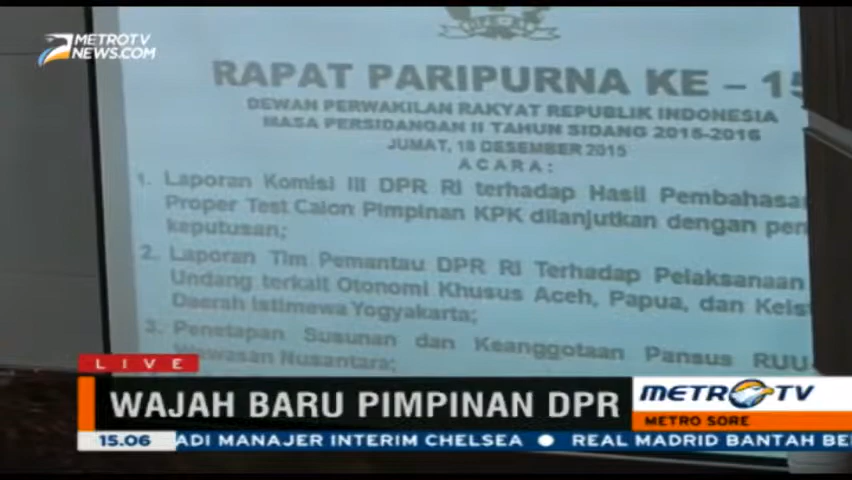 METROTV
NEWS.COM
RAPAT PARIPURNA KE – 15
DEWAN PERWAKILAN RAKYAT REPUBLIK INDONESIA
MASA PERSIDANGAN II TAHUN SIDANG 2015-2016
JUMAT, 18 DESEMBER 2015
ACARA:
1. Laporan Komisi III DPR RI terhadap Hasil Pembahasan
Proper Test Calon Pimpinan KPK dilanjutkan dengan pen
keputusan;
2. Laporan Tim Pemantau DPR RI Terhadap Pelaksanaan
Undang terkait Otonomi Khusus Aceh, Papua, dan Keist
Daerah Istimewa Yogyakarta;
3. Penetapan Susunan dan Keanggotaan Pansus RUU
Wawasan Nusantara;
LIVE
WAJAH BARU PIMPINAN DPR
METRO TV
METRO SORE
15.06 ADI MANAJER INTERIM CHELSEA ● REAL MADRID BANTAH BE